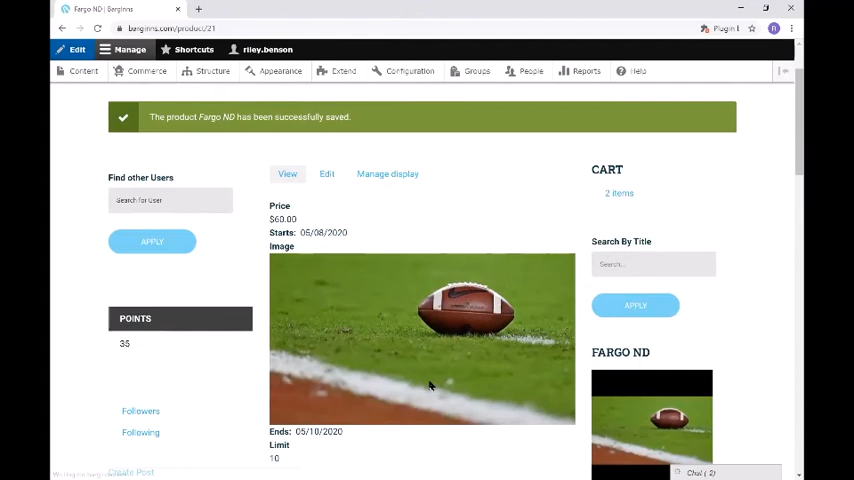 Fargo ND | BargInns
barginns.com/product/21
Plugin b
R
Edit
Manage
Shortcuts
riley.benson
Content
Commerce
Structure
Appearance
Extend
Configuration
Groups
People
Reports
Help
The product Fargo ND has been successfully saved.
Find other Users
Search for User
APPLY
POINTS
35
Followers
Following
Create Post
View
Edit
Manage display
Price
$60.00
Starts: 05/08/2020
Image
Ends: 05/10/2020
Limit
10
CART
2 items
Search By Title
Search...
APPLY
FARGO ND
Chat ( 2)